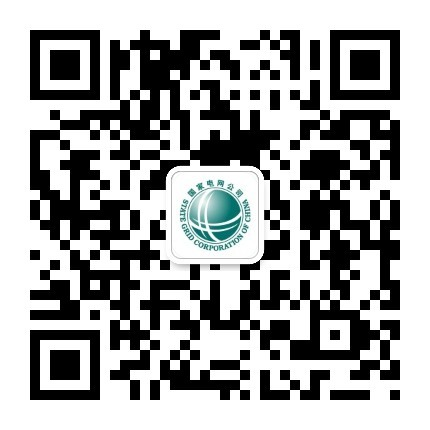 国家电网公司
STATE GRID CORPORATION OF CHINA